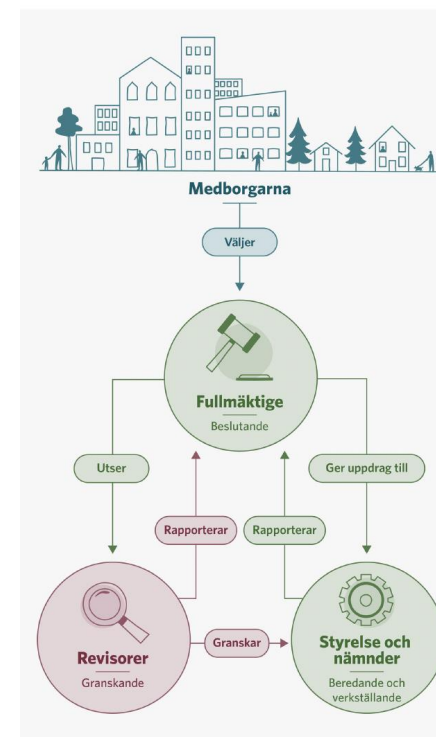 Medborgarna
Väljer
Fullmäktige
Beslutande
Utser
Ger uppdrag till
Rapporterar
Rapporterar
Revisorer
Granskande
Granskar
Styrelse och
nämnder
Beredande och
verkställande